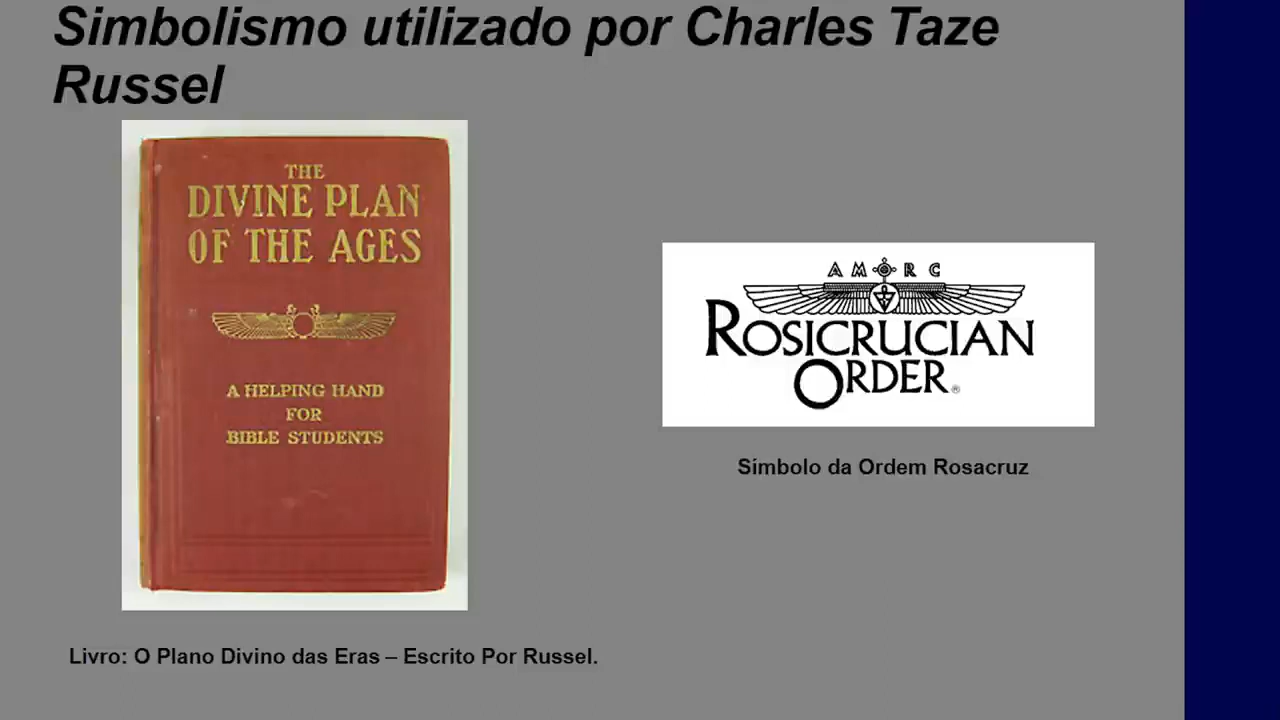 Simbolismo utilizado por Charles Taze
Russel
THE
DIVINE PLAN
OF THE AGES
A HELPING HAND
FOR
BIBLE STUDENTS
AMORC
ROSICRUCIAN
ORDER®
Símbolo da Ordem Rosacruz
Livro: O Plano Divino das Eras – Escrito Por Russel.